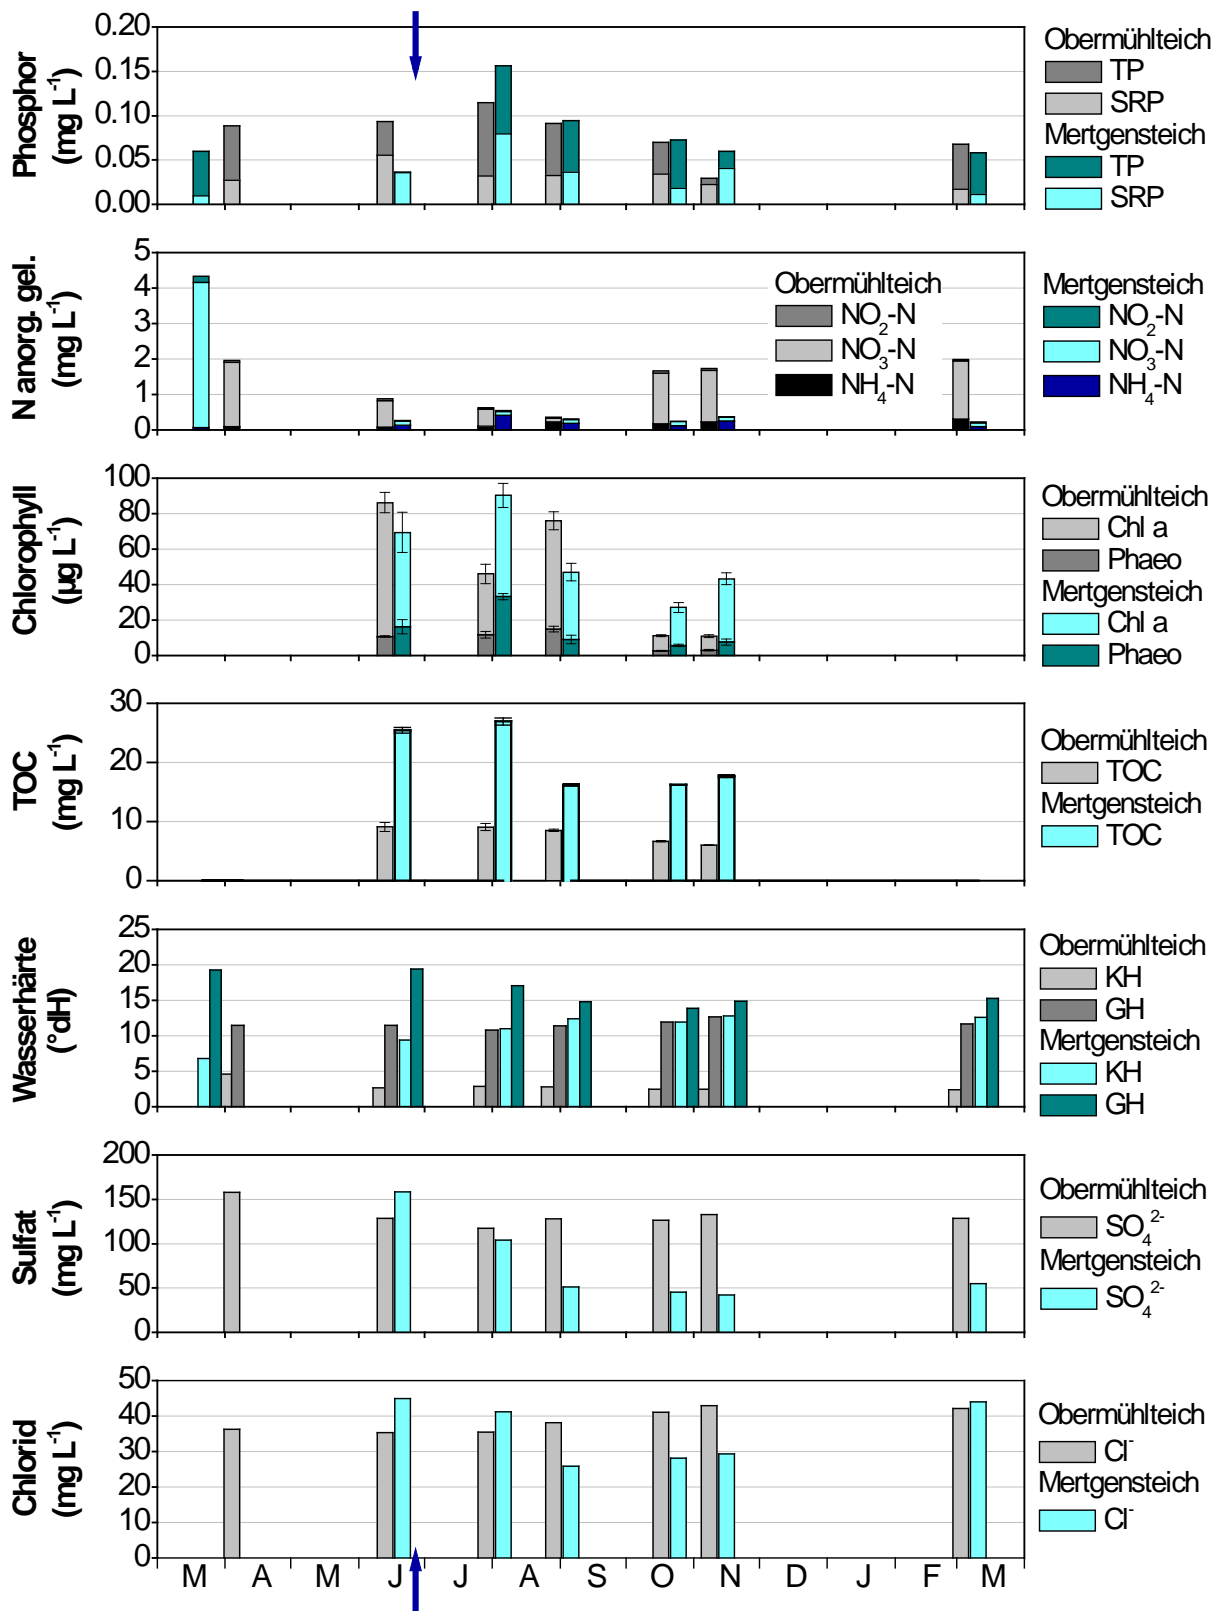 Phosphor
(mg L⁻¹)
0.20
0.15
0.10
0.05
0.00
Obermühlteich
TP
SRP
Mertgensteich
TP
SRP
N anorg. gel.
(mg L⁻¹)
5
4
3
2
1
0
Obermühlteich
NO₂-N
NO₃-N
NH₄-N
Mertgensteich
NO₂-N
NO₃-N
NH₄-N
Chlorophyll
(µg L⁻¹)
100
80
60
40
20
0
Obermühlteich
Chl a
Phaeo
Mertgensteich
Chl a
Phaeo
TOC
(mg L⁻¹)
30
20
10
0
Obermühlteich
TOC
Mertgensteich
TOC
Wasserhärte
(°dH)
25
20
15
10
5
0
Obermühlteich
KH
GH
Mertgensteich
KH
GH
Sulfat
(mg L⁻¹)
200
150
100
50
0
Obermühlteich
SO₄²⁻
Mertgensteich
SO₄²⁻
Chlorid
(mg L⁻¹)
50
40
30
20
10
0
Obermühlteich
Cl⁻
Mertgensteich
Cl⁻
M A M J J A S O N D J F M